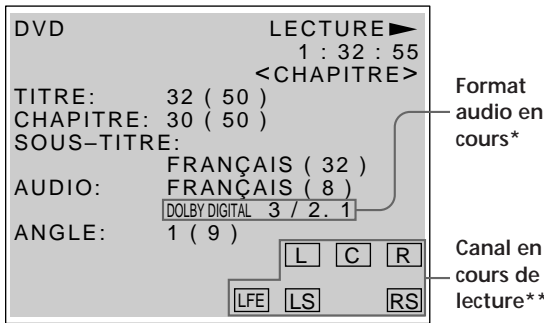 DVD LECTURE►
1 : 32 : 55
<CHAPITRE>
TITRE: 32 ( 50 )
CHAPITRE: 30 ( 50 )
SOUS–TITRE:
FRANÇAIS ( 32 )
AUDIO: FRANÇAIS ( 8 )
DOLBY DIGITAL 3 / 2. 1
ANGLE: 1 ( 9 )
L C R
LFE LS RS
Format
audio en
cours*
Canal en
cours de
lecture**